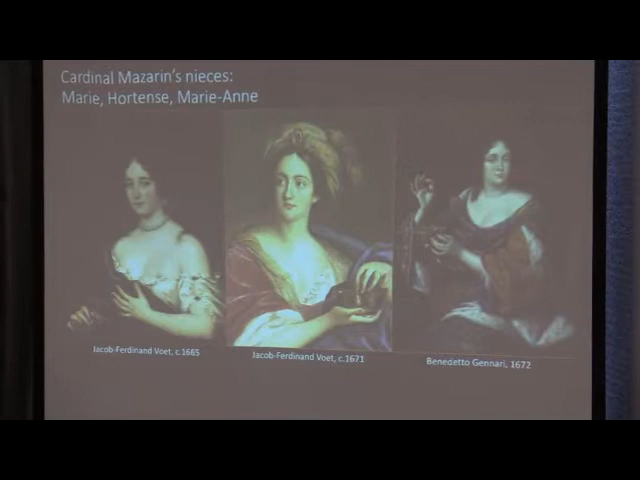 Cardinal Mazarin's nieces:
Marie, Hortense, Marie-Anne
Jacob-Ferdinand Voet, c.1665
Jacob-Ferdinand Voet, c.1671
Benedetto Gennari, 1672